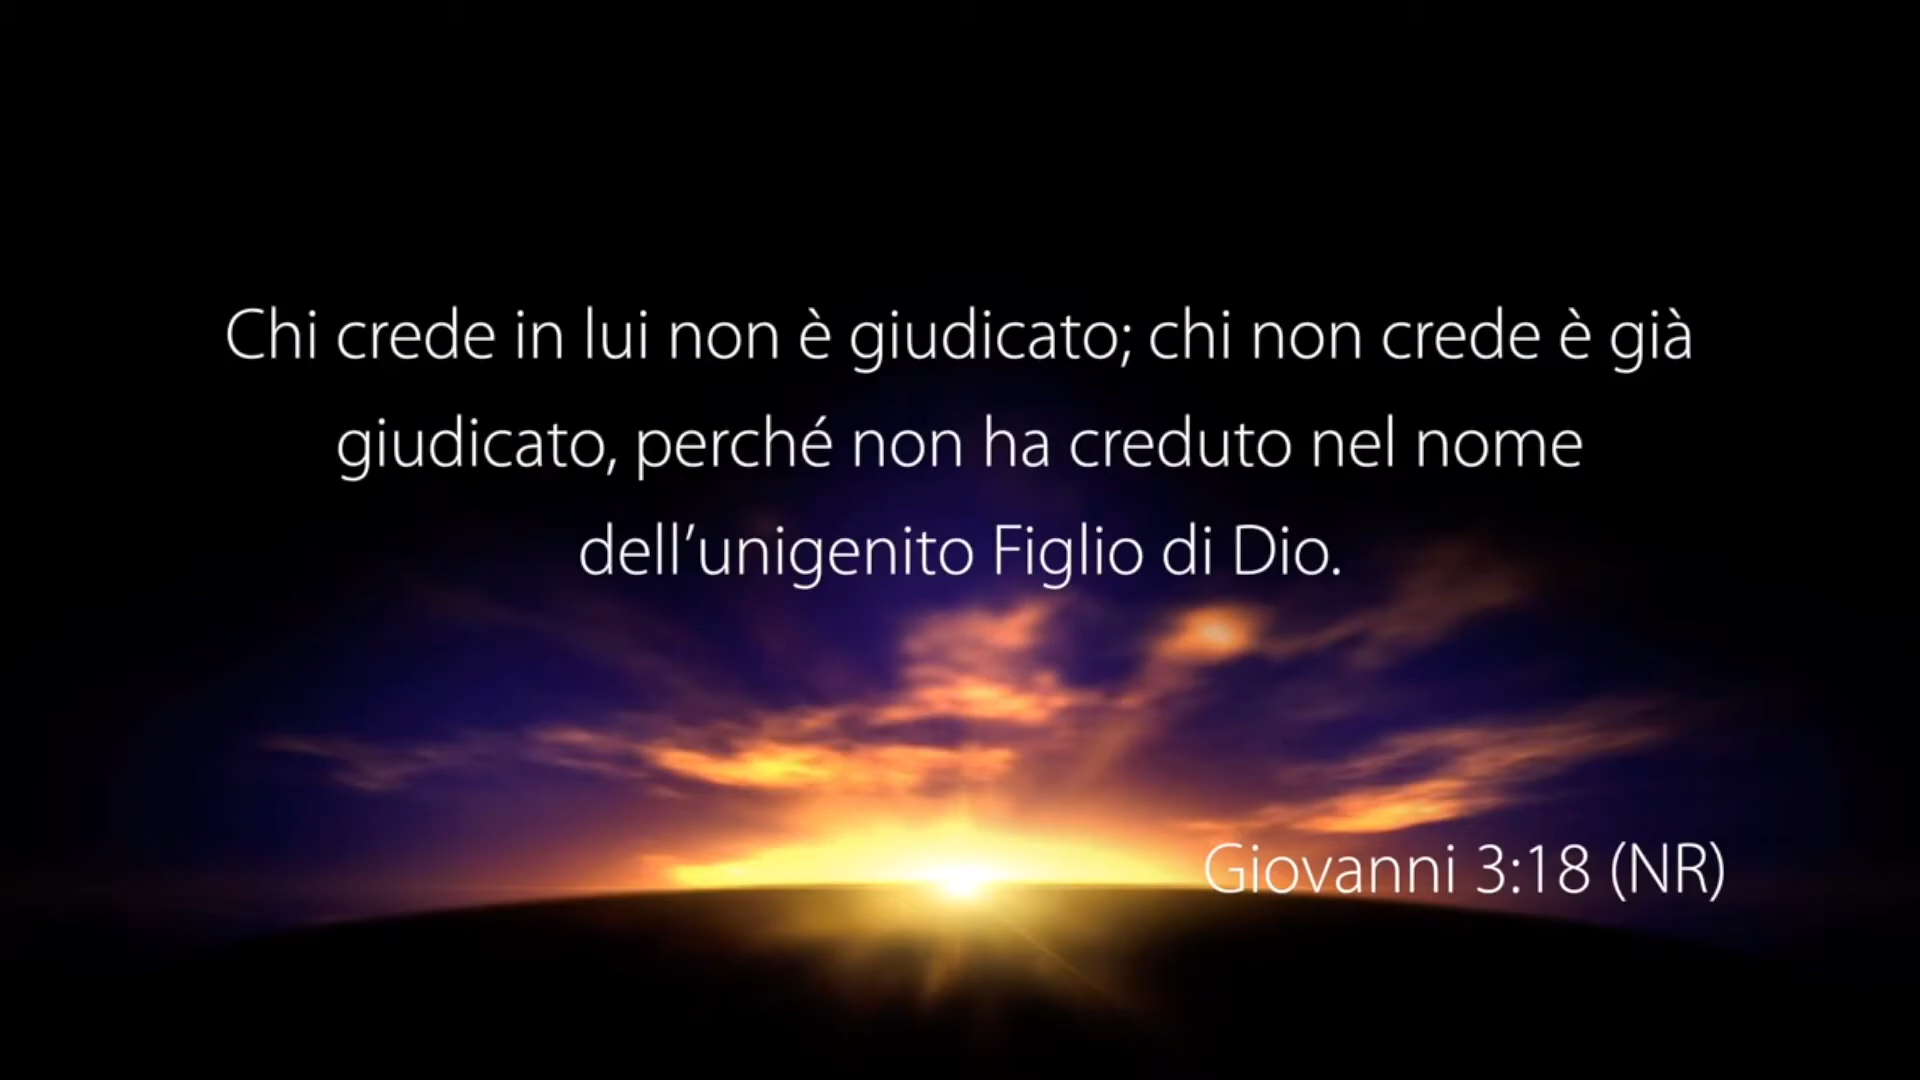 Chi crede in lui non è giudicato; chi non crede è già
giudicato, perché non ha creduto nel nome
dell’unigenito Figlio di Dio.
Giovanni 3:18 (NR)